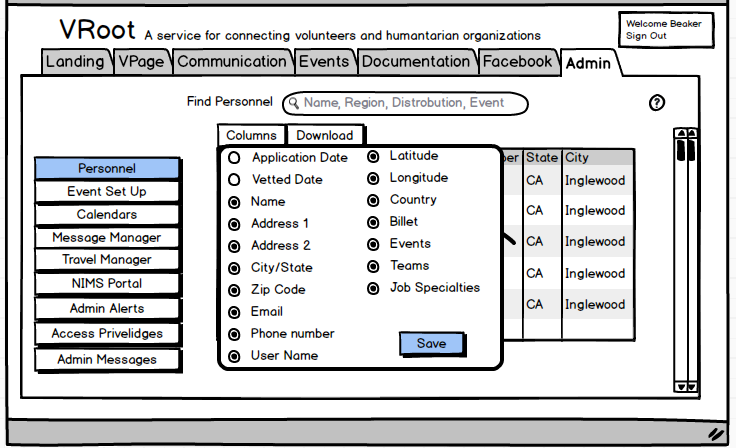 VRoot A service for connecting volunteers and humantarian organizations
Welcome Beaker
Sign Out
Landing VPage Communication Events Documentation Facebook Admin
Find Personnel Name, Region, Distrobution, Event ?
Columns Download
Personnel
Event Set Up
Calendars
Message Manager
Travel Manager
NIMS Portal
Admin Alerts
Access Privelidges
Admin Messages
Application Date
Vetted Date
Name
Address 1
Address 2
City/State
Zip Code
Email
Phone number
User Name
Latitude
Longitude
Country
Billet
Events
Teams
Job Specialties
Save
State City
CA Inglewood
CA Inglewood
CA Inglewood
CA Inglewood
CA Inglewood